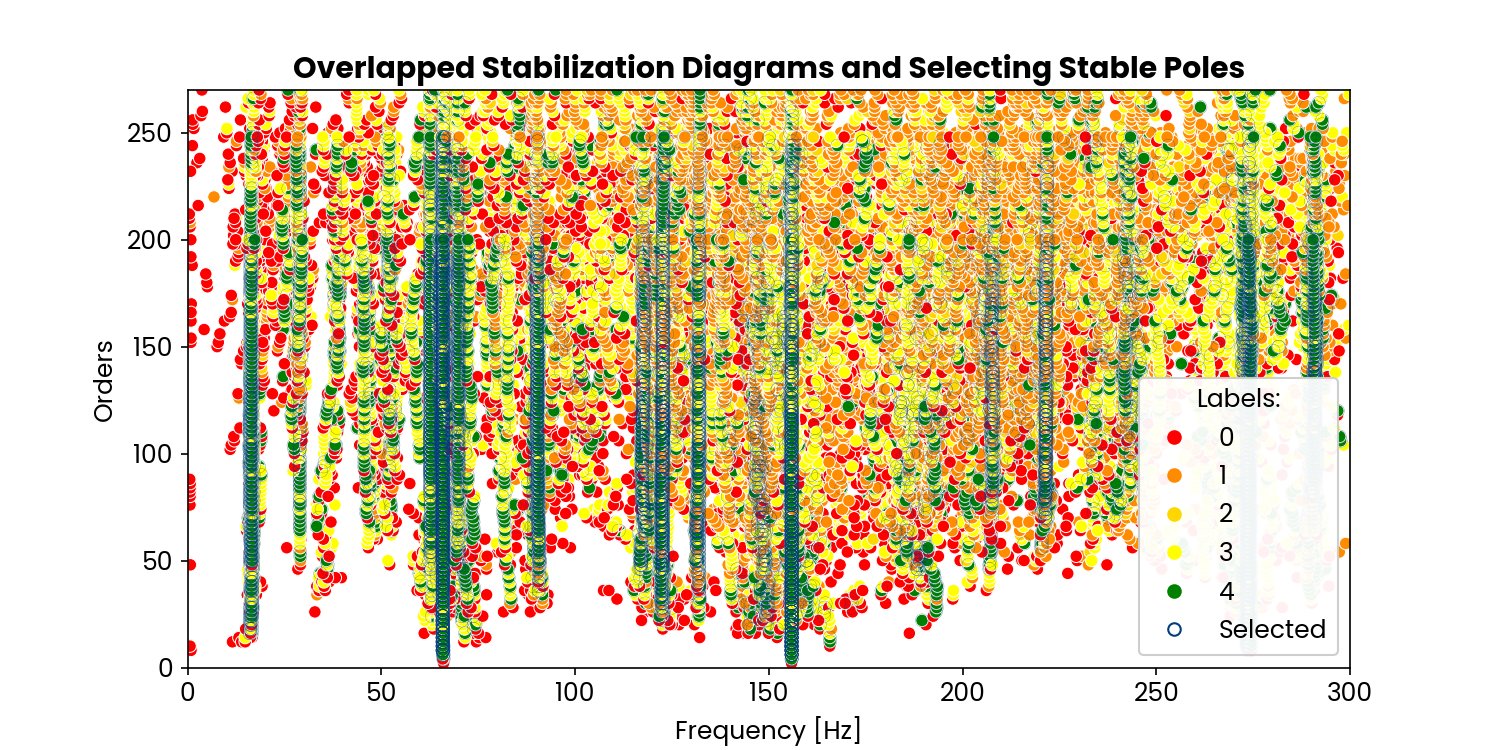 Overlapped Stabilization Diagrams and Selecting Stable Poles
Orders
250
200
150
100
50
0
0 50 100 150 200 250 300
Frequency [Hz]
Labels:
0
1
2
3
4
Selected